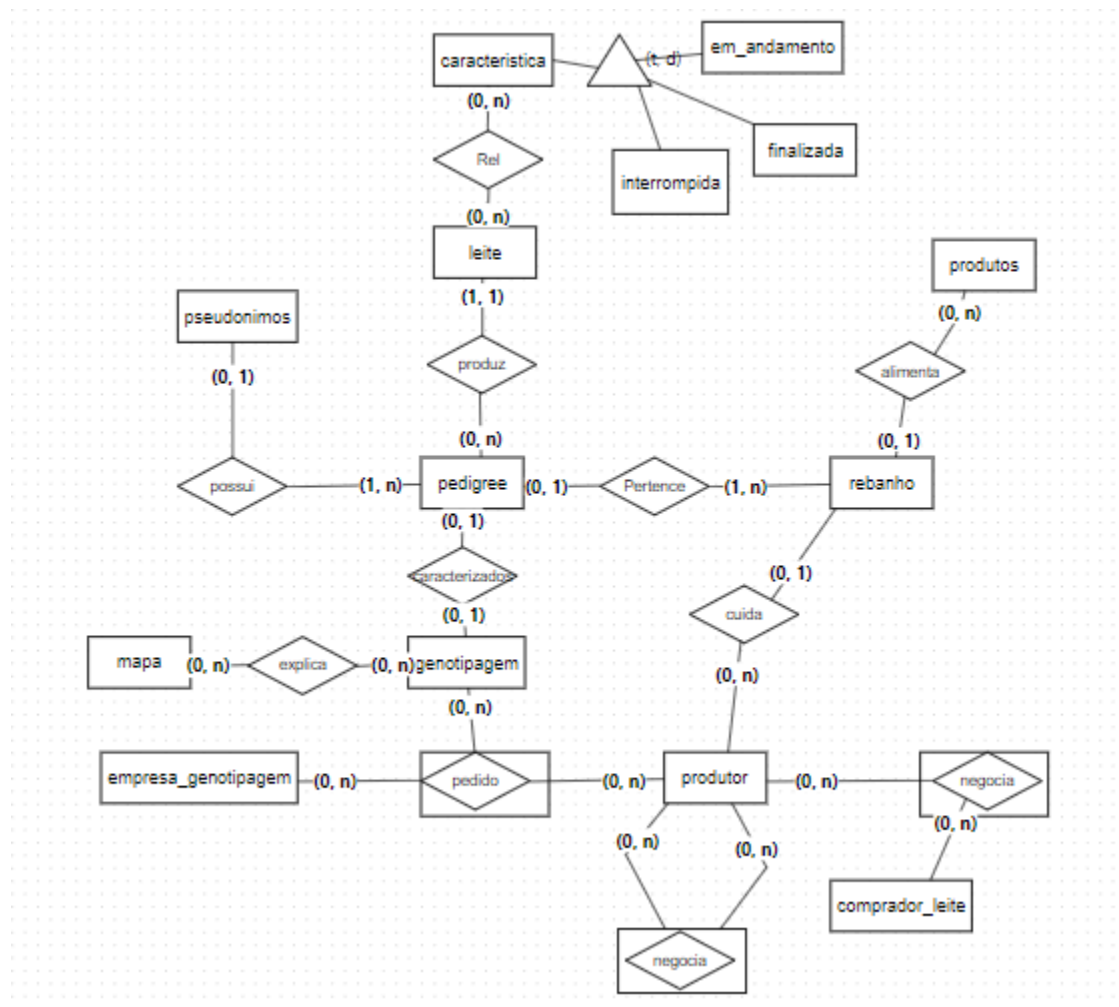 caracteristica
(t, d)
em_andamento
(0, n)
finalizada
Rel
interrompida
(0, n)
leite
produtos
(1, 1)
pseudonimos
(0, n)
produz
alimenta
(0, 1)
(0, n)
(0, 1)
possui
(1, n)
pedigree
(0, 1)
Pertence
(1, n)
rebanho
(0, 1)
caracterizados
(0, 1)
(0, 1)
cuida
mapa
(0, n)
explica
(0, n)
genotipagem
(0, n)
(0, n)
empresa_genotipagem
(0, n)
pedido
(0, n)
produtor
(0, n)
negocia
(0, n)
(0, n)
(0, n)
comprador_leite
negocia